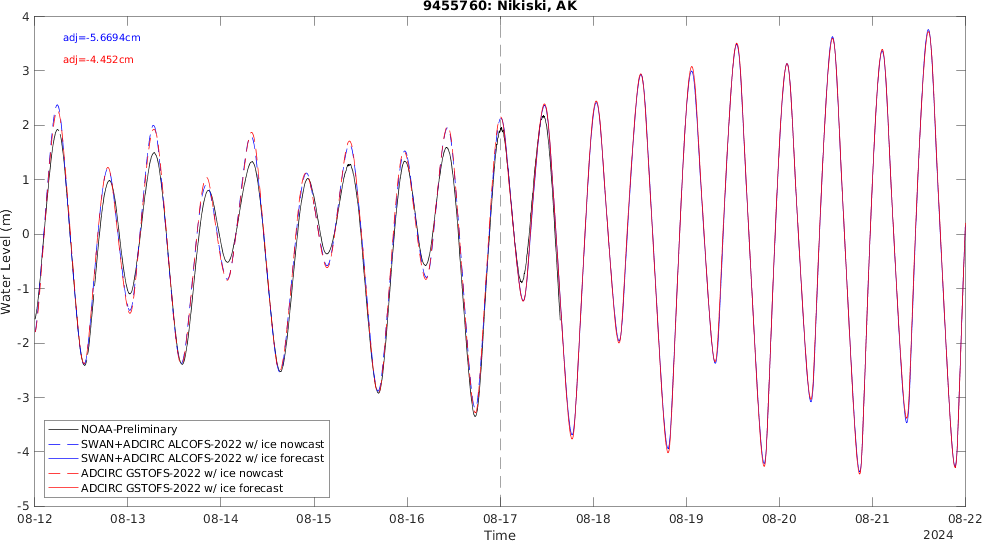 9455760: Nikiski, AK
adj=-5.6694cm
adj=-4.452cm
4
3
2
1
0
-1
-2
-3
-4
-5
Water Level (m)
NOAA-Preliminary
SWAN+ADCIRC ALCOFS-2022 w/ ice nowcast
SWAN+ADCIRC ALCOFS-2022 w/ ice forecast
ADCIRC GSTOFS-2022 w/ ice nowcast
ADCIRC GSTOFS-2022 w/ ice forecast
08-12 08-13 08-14 08-15 08-16 08-17 08-18 08-19 08-20 08-21 08-22
Time
2024